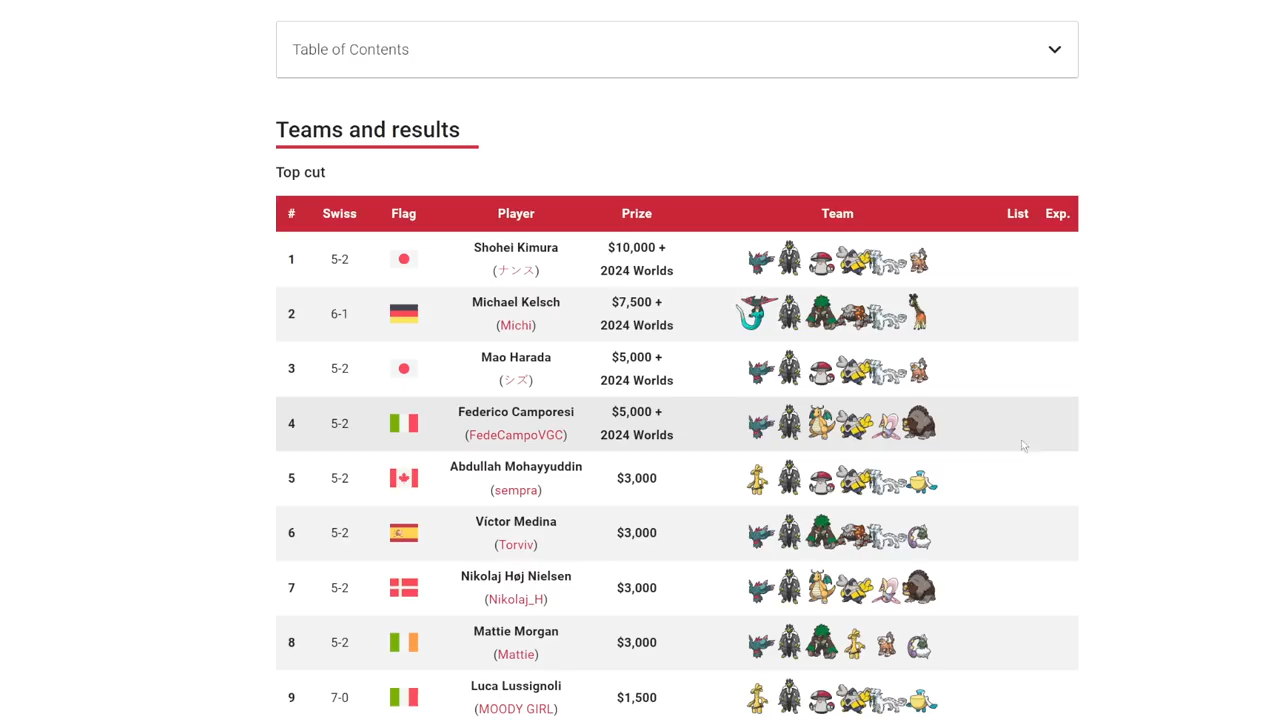 Table of Contents
Teams and results
Top cut
# Swiss Flag Player Prize Team List Exp.
1 5-2 Shohei Kimura (ナンス) $10,000 + 2024 Worlds
2 6-1 Michael Kelsch (Michi) $7,500 + 2024 Worlds
3 5-2 Mao Harada (シズ) $5,000 + 2024 Worlds
4 5-2 Federico Camporesi (FedeCampoVGC) $5,000 + 2024 Worlds
5 5-2 Abdullah Mohayyuddin (sempra) $3,000
6 5-2 Víctor Medina (Torviv) $3,000
7 5-2 Nikolaj Høj Nielsen (Nikolaj_H) $3,000
8 5-2 Mattie Morgan (Mattie) $3,000
9 7-0 Luca Lussignoli (MOODY GIRL) $1,500